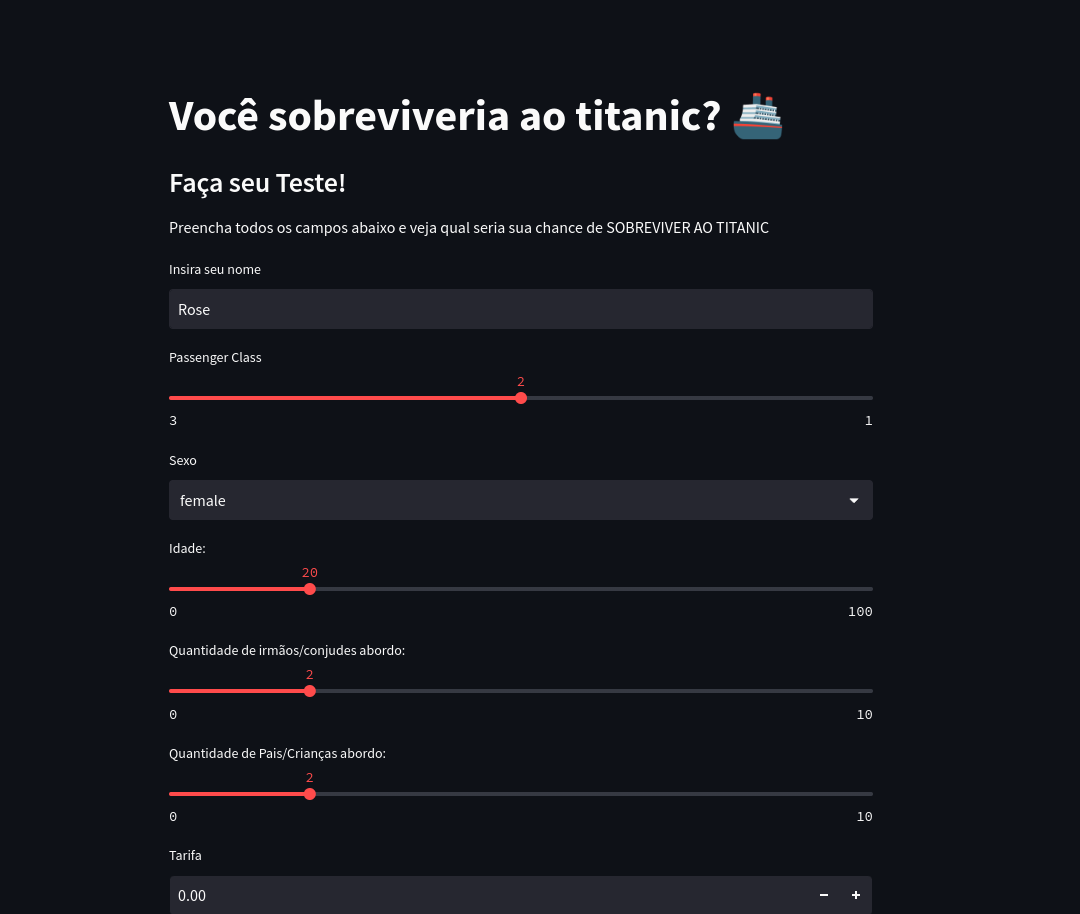 Você sobreviveria ao titanic? 🚢
Faça seu Teste!
Preencha todos os campos abaixo e veja qual seria sua chance de SOBREVIVER AO TITANIC
Insira seu nome
Rose
Passenger Class
2
3 1
Sexo
female
Idade:
20
0 100
Quantidade de irmãos/conjudes abordo:
2
0 10
Quantidade de Pais/Crianças abordo:
2
0 10
Tarifa
0.00 − +